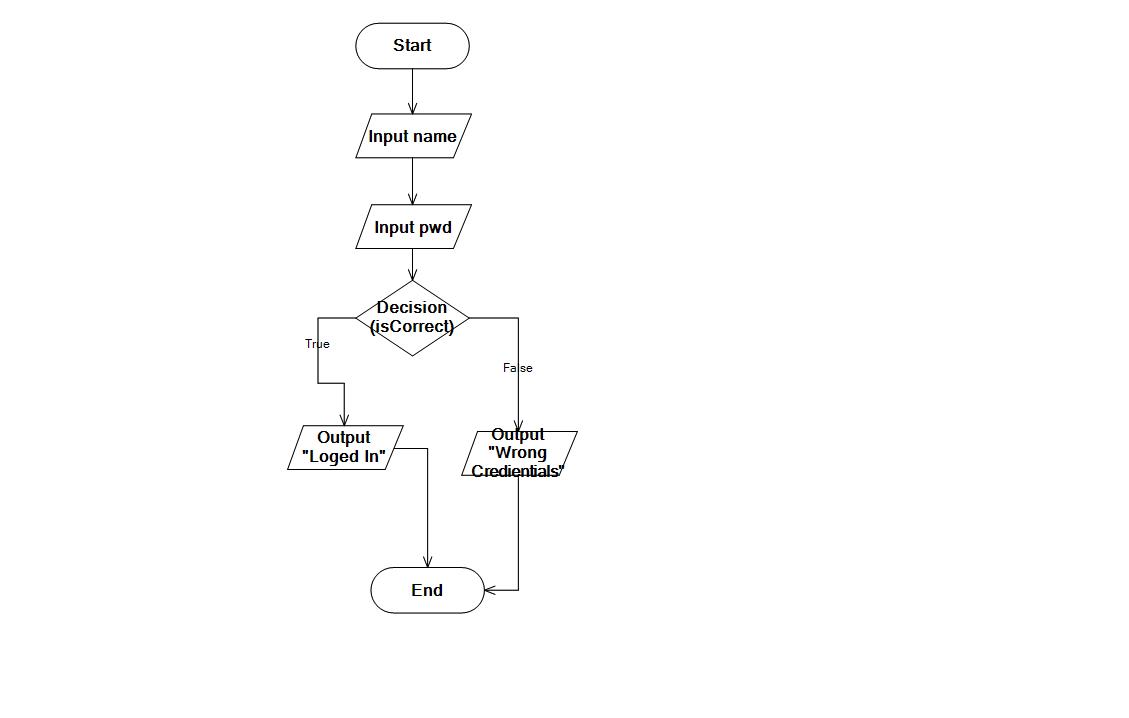 Start
Input name
Input pwd
Decision
(isCorrect)
True
False
Output
"Loged In"
Output
"Wrong
Credientials"
End